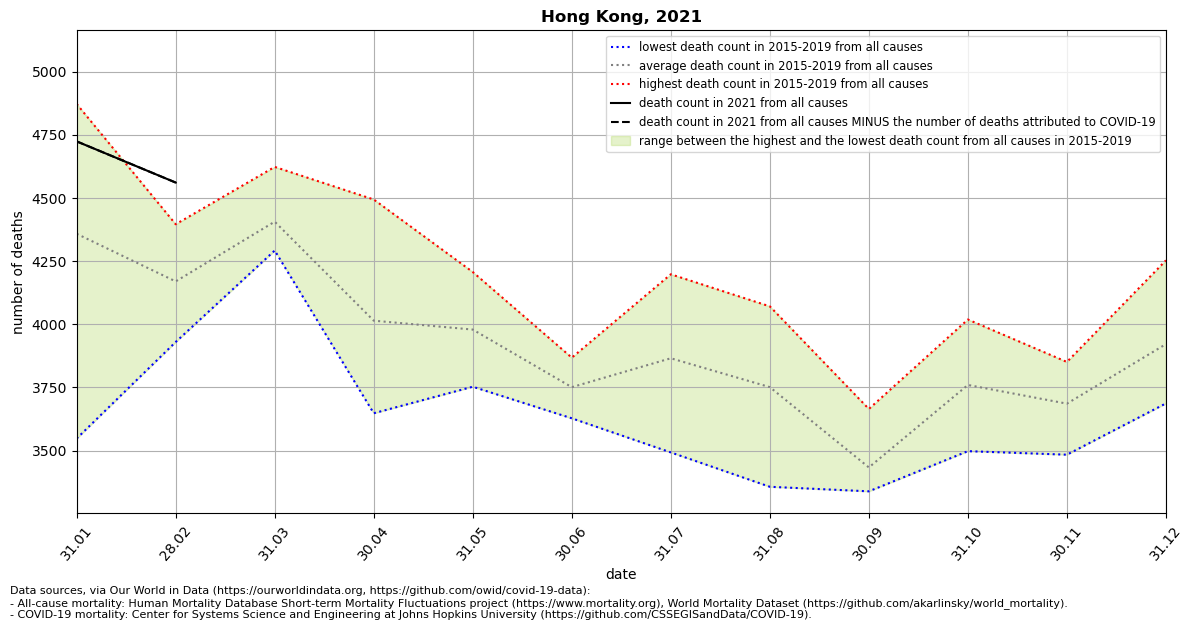 Hong Kong, 2021
lowest death count in 2015-2019 from all causes
average death count in 2015-2019 from all causes
highest death count in 2015-2019 from all causes
death count in 2021 from all causes
death count in 2021 from all causes MINUS the number of deaths attributed to COVID-19
range between the highest and the lowest death count from all causes in 2015-2019
number of deaths
5000
4750
4500
4250
4000
3750
3500
31.01
28.02
31.03
30.04
31.05
30.06
31.07
31.08
30.09
31.10
30.11
31.12
date
Data sources, via Our World in Data (https://ourworldindata.org, https://github.com/owid/covid-19-data):
- All-cause mortality: Human Mortality Database Short-term Mortality Fluctuations project (https://www.mortality.org), World Mortality Dataset (https://github.com/akarlinsky/world_mortality).
- COVID-19 mortality: Center for Systems Science and Engineering at Johns Hopkins University (https://github.com/CSSEGISandData/COVID-19).